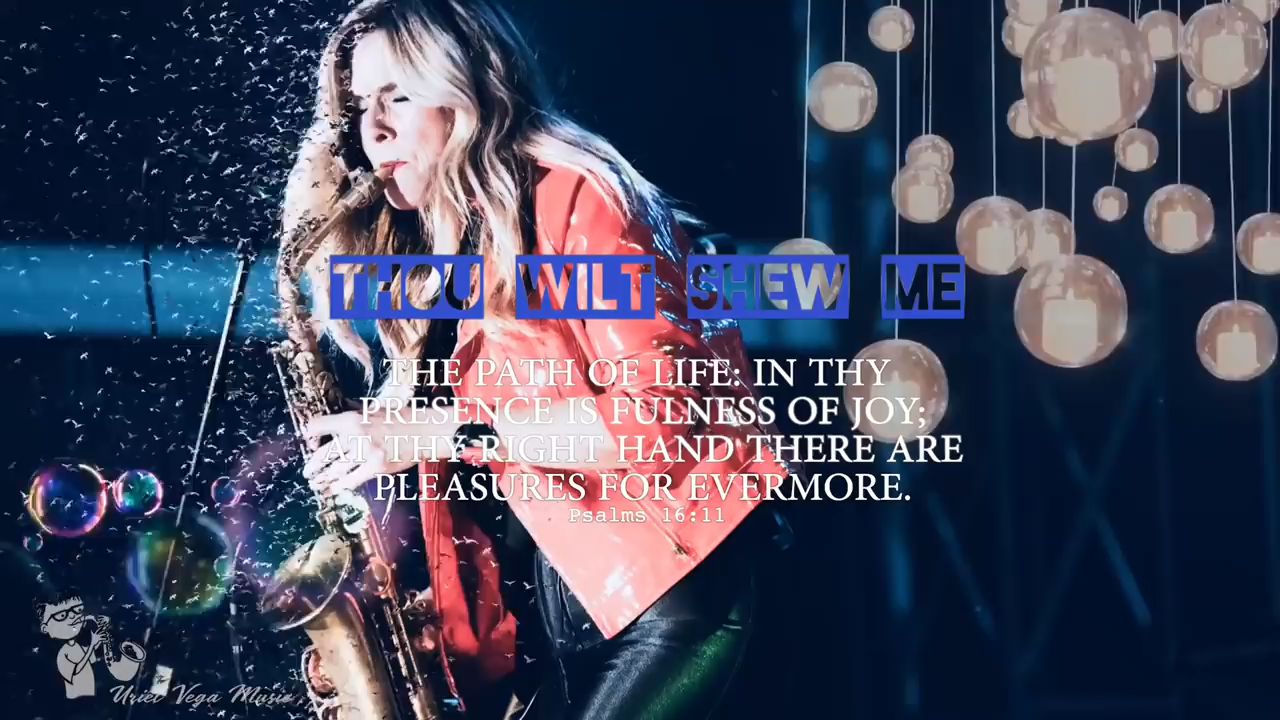 THOU WILT SHEW ME
THE PATH OF LIFE: IN THY
PRESENCE IS FULNESS OF JOY;
AT THY RIGHT HAND THERE ARE
PLEASURES FOR EVERMORE.
Psalms 16:11
Uriel Vega Music